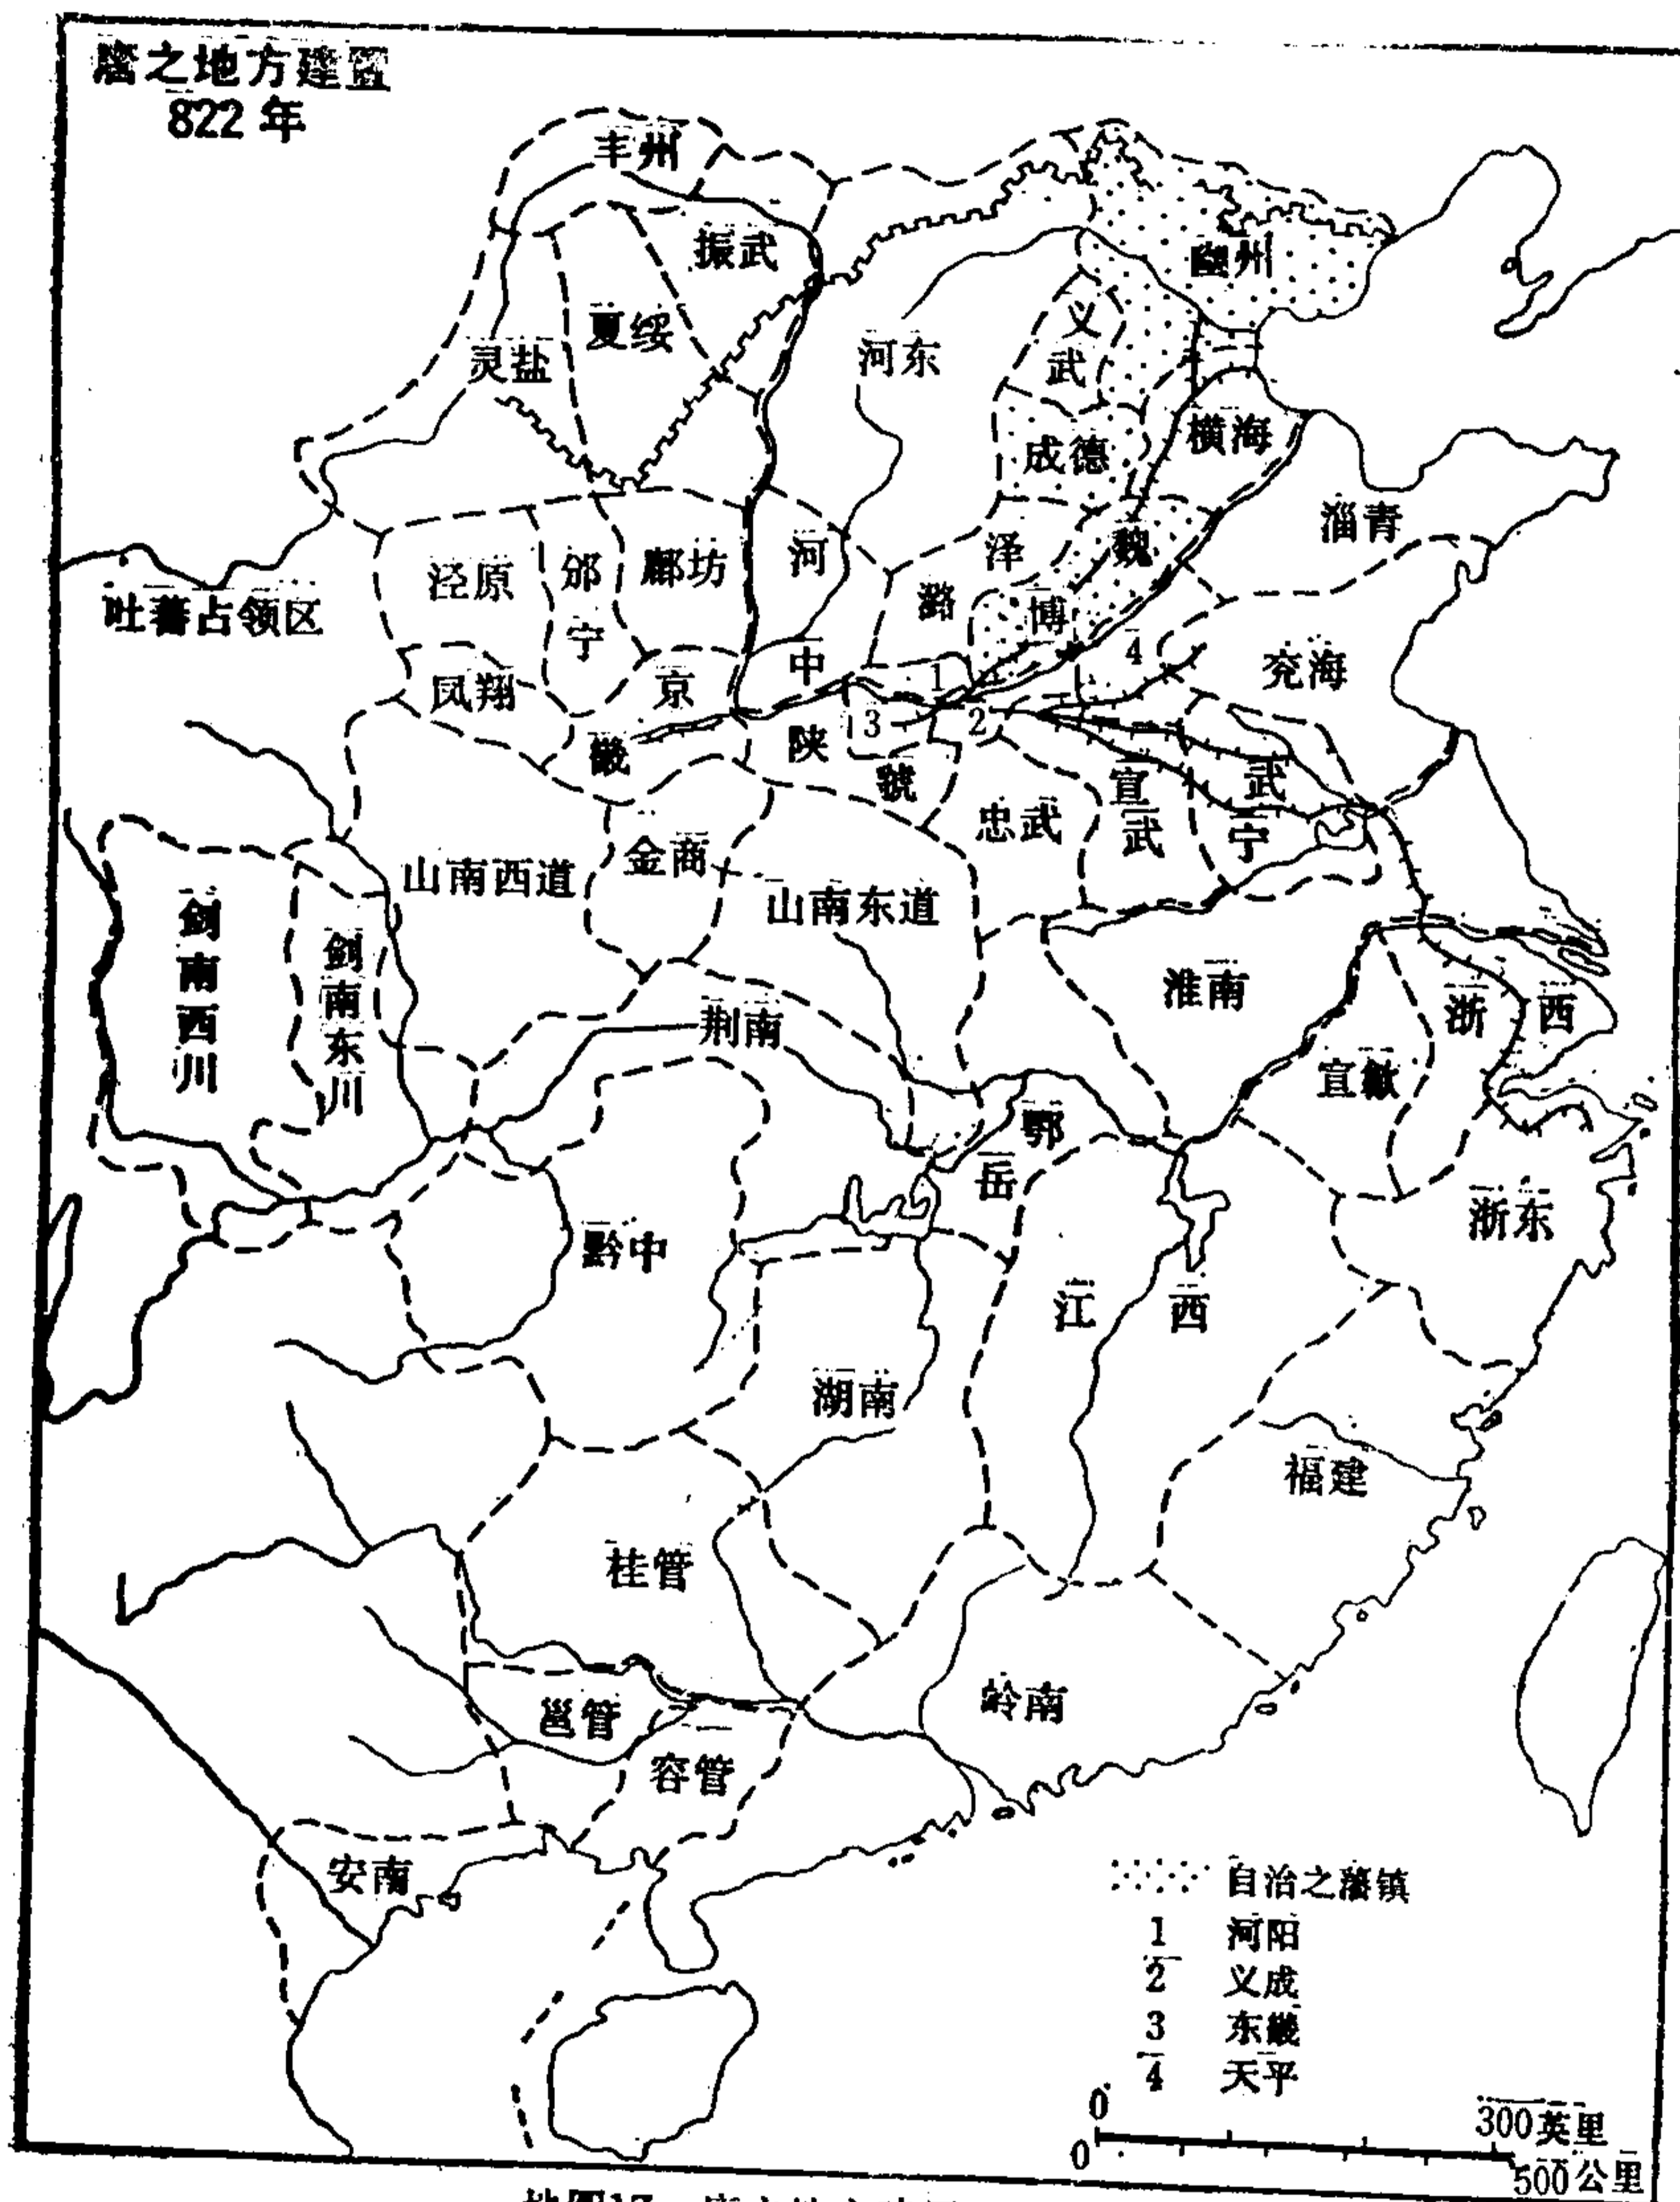 唐之地方建置
822年
丰州
振武
幽州
夏绥
灵盐
河东
义武
成德
横海
淄青
泾原
邠宁
鄜坊
河中
泽潞
魏博
吐蕃占领区
4
兖海
凤翔
京畿
1
3
2
陕虢
宣武
武宁
忠武
金商
山南西道
山南东道
剑南西川
剑南东川
淮南
浙西
荆南
宣歙
鄂岳
浙东
黔中
江西
湖南
福建
桂管
岭南
邕管
容管
安南
自治之藩镇
1 河阳
2 义成
3 东畿
4 天平
0 300英里
0 500公里